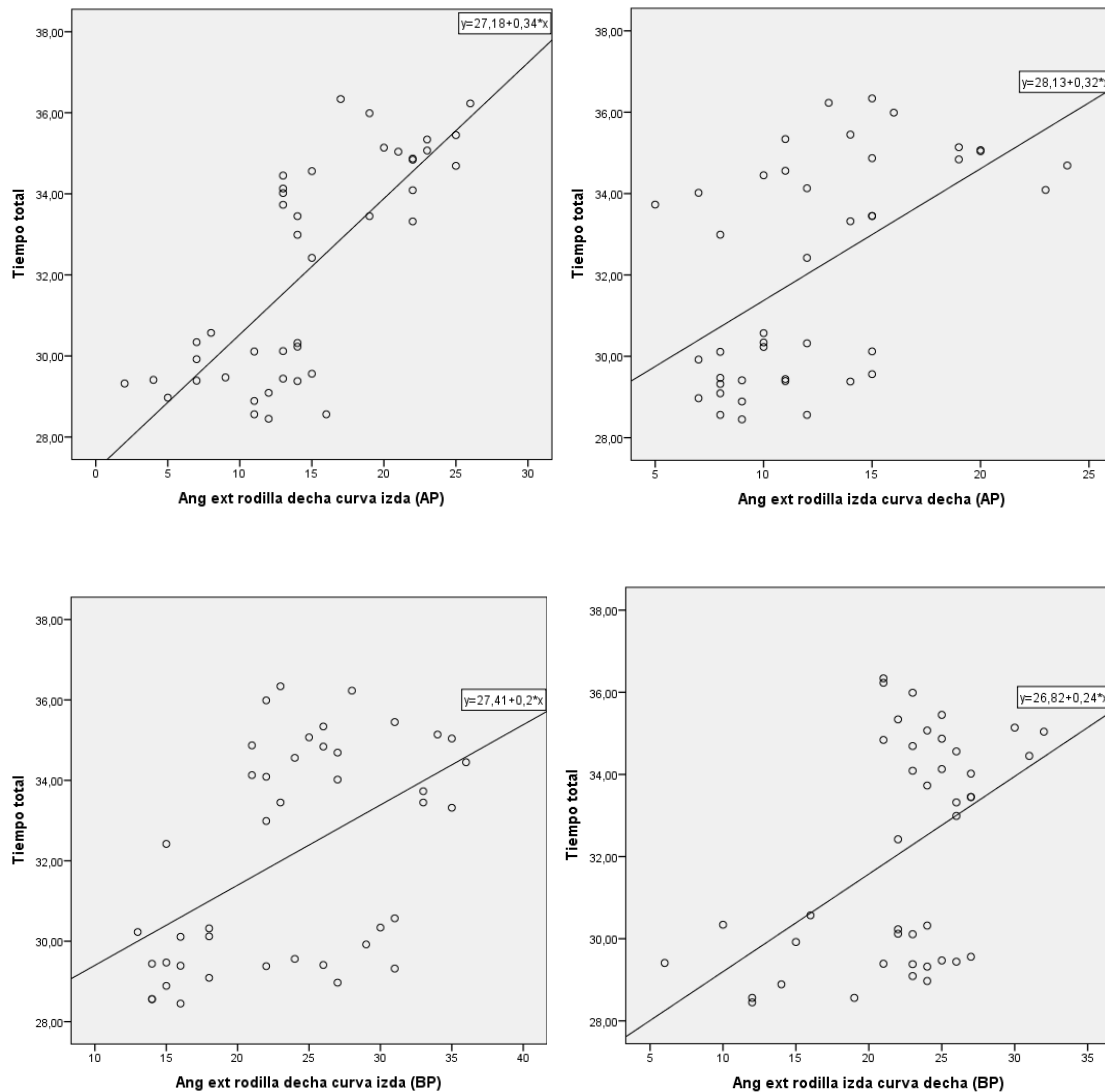 y=27,18+0,34*x
38,00
36,00
34,00
32,00
30,00
28,00
Tiempo total
0 5 10 15 20 25 30
Ang ext rodilla decha curva izda (AP)
y=28,13+0,32*x
38,00
36,00
34,00
32,00
30,00
28,00
Tiempo total
5 10 15 20 25
Ang ext rodilla izda curva decha (AP)
y=27,41+0,2*x
38,00
36,00
34,00
32,00
30,00
28,00
Tiempo total
10 15 20 25 30 35 40
Ang ext rodilla decha curva izda (BP)
y=26,82+0,24*x
38,00
36,00
34,00
32,00
30,00
28,00
Tiempo total
5 10 15 20 25 30 35
Ang ext rodilla izda curva decha (BP)